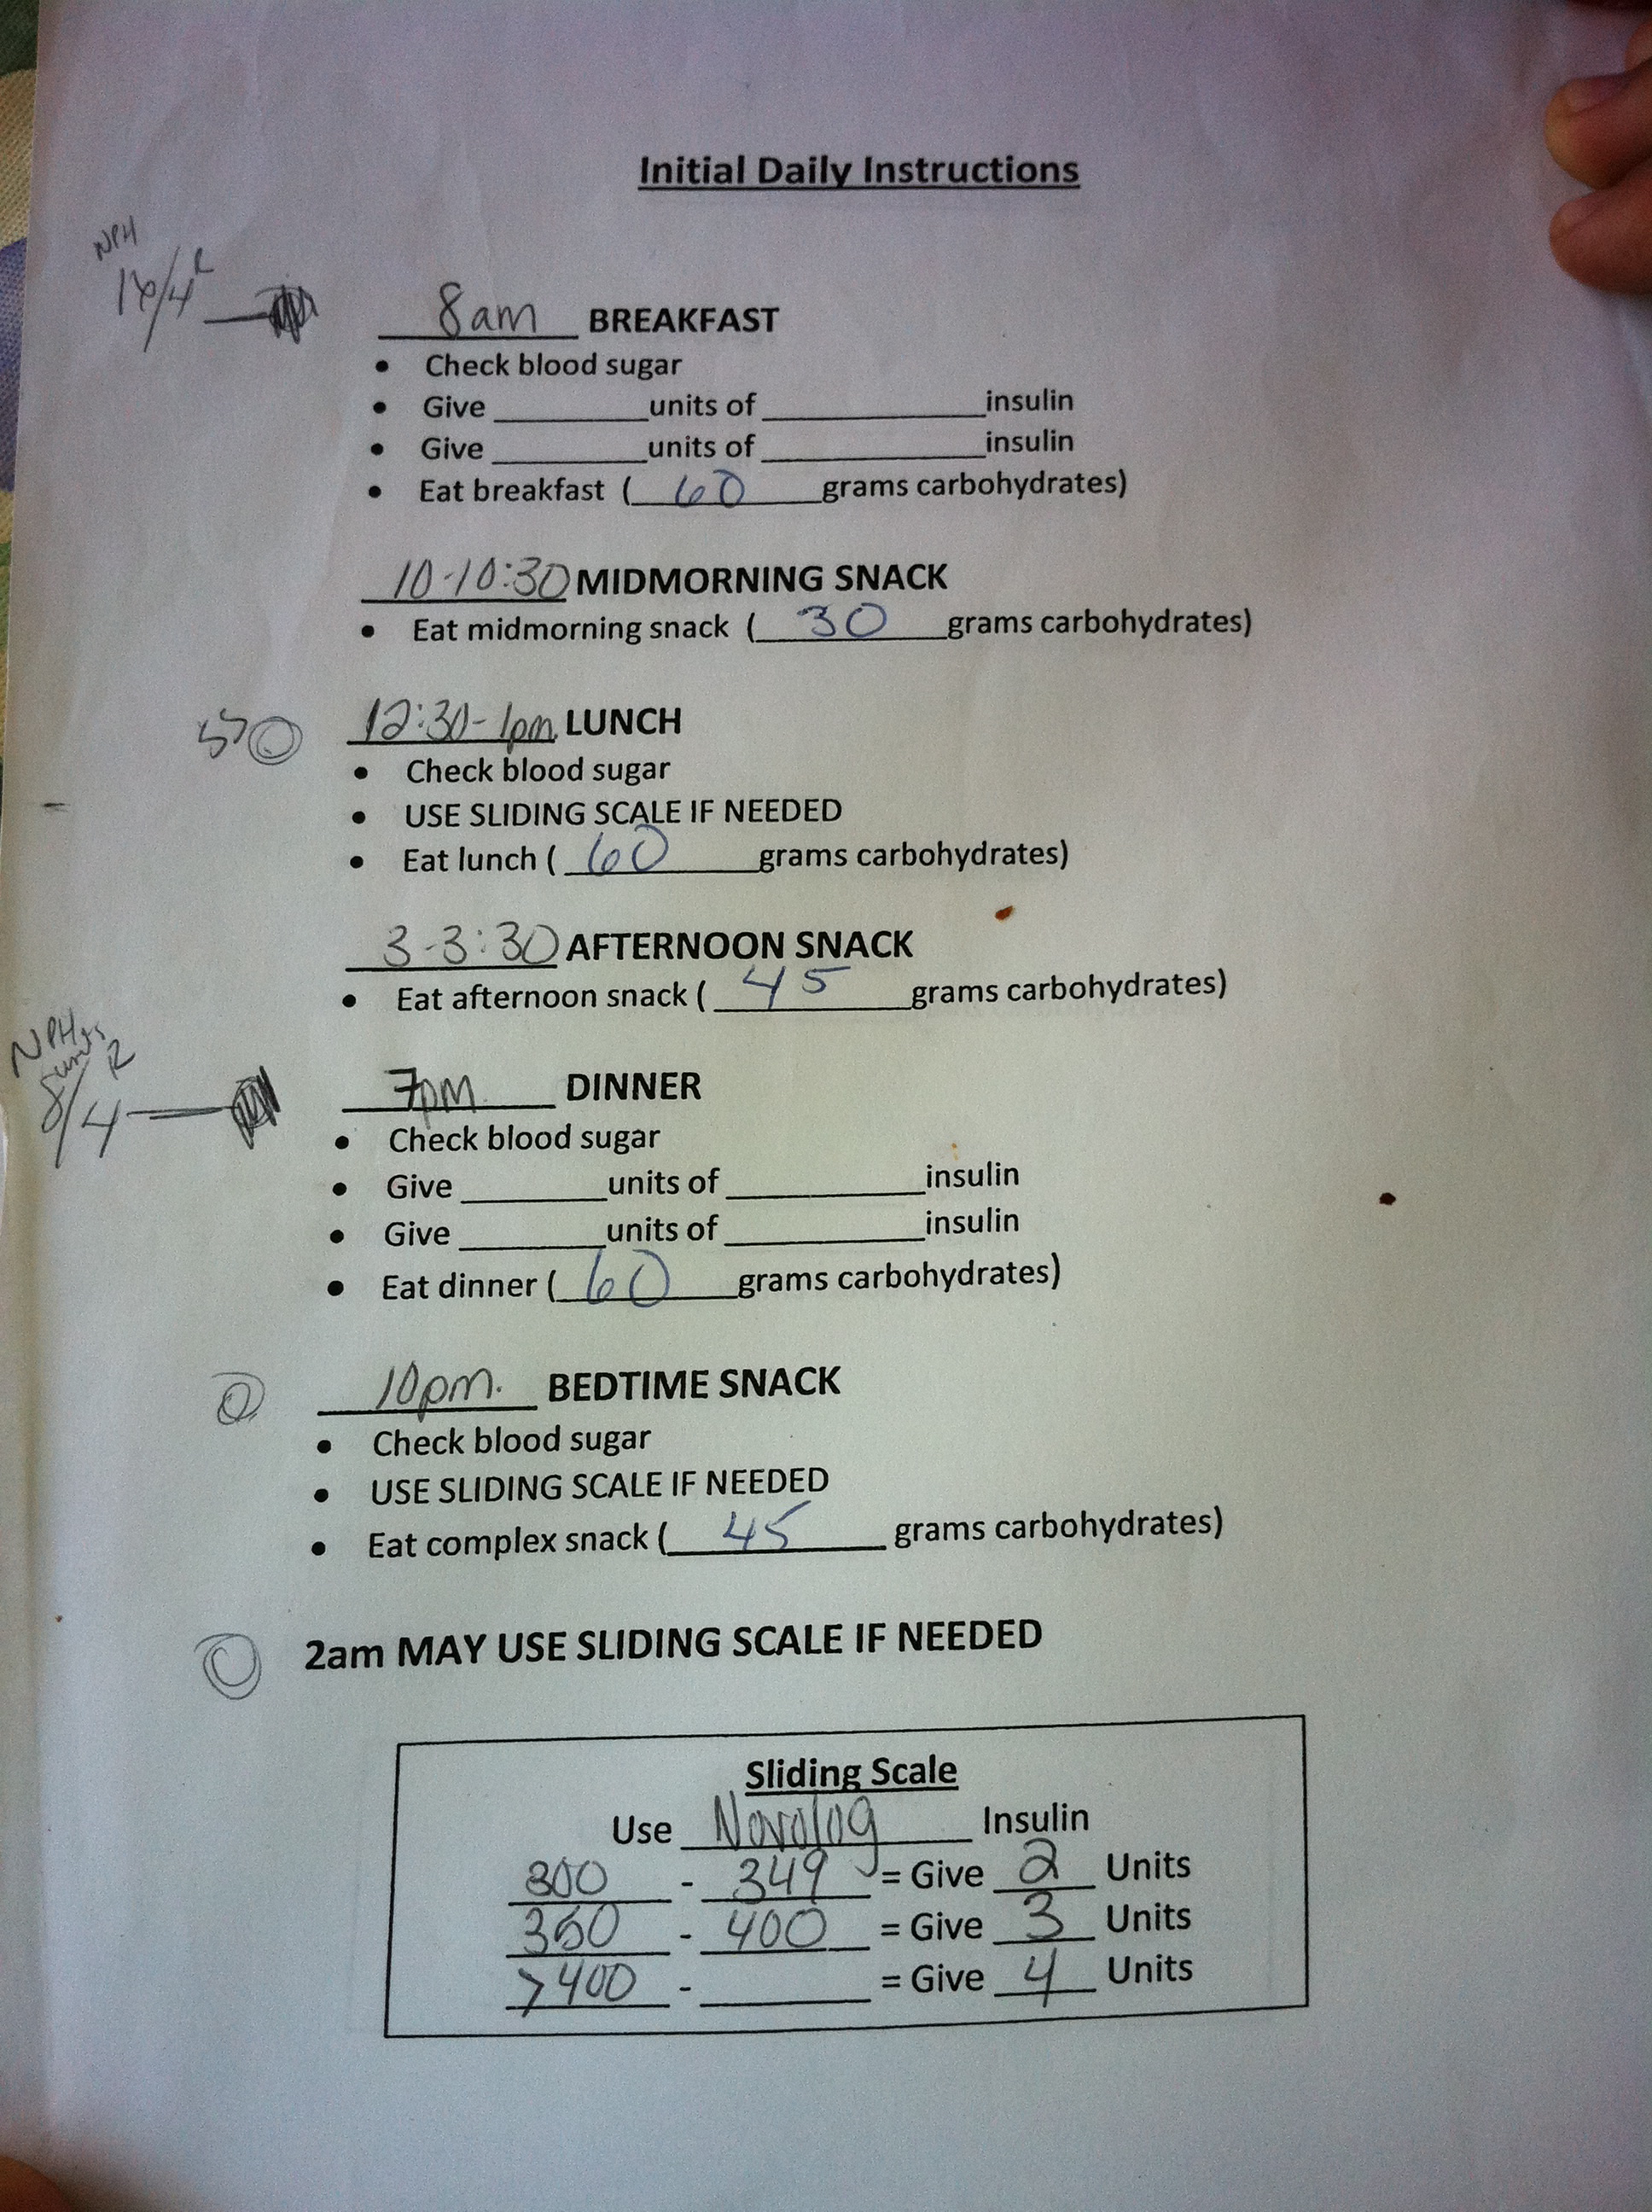 Initial Daily Instructions
NPH
/4 R
8am BREAKFAST
• Check blood sugar
• Give ________ units of ____________ insulin
• Give ________ units of ____________ insulin
• Eat breakfast ( 60 grams carbohydrates)
10-10:30 MIDMORNING SNACK
• Eat midmorning snack ( 30 grams carbohydrates)
12:30-1pm LUNCH
• Check blood sugar
• USE SLIDING SCALE IF NEEDED
• Eat lunch ( 60 grams carbohydrates)
3-3:30 AFTERNOON SNACK
• Eat afternoon snack ( 45 grams carbohydrates)
NPH
8 units/4 R
7pm DINNER
• Check blood sugar
• Give ________ units of ____________ insulin
• Give ________ units of ____________ insulin
• Eat dinner ( 60 grams carbohydrates)
10pm. BEDTIME SNACK
• Check blood sugar
• USE SLIDING SCALE IF NEEDED
• Eat complex snack ( 45 grams carbohydrates)
2am MAY USE SLIDING SCALE IF NEEDED
Sliding Scale
Use Novolog Insulin
300 - 349 = Give 2 Units
350 - 400 = Give 3 Units
>400 - ________ = Give 4 Units